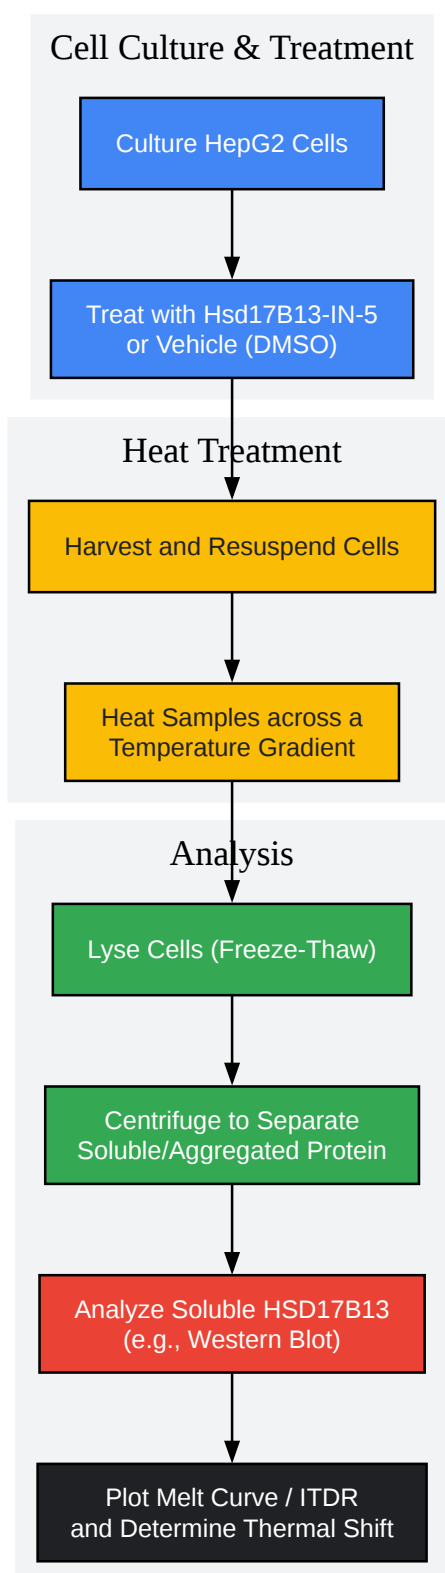 Cell Culture & Treatment
Culture HepG2 Cells
Treat with Hsd17B13-IN-5
or Vehicle (DMSO)
Heat Treatment
Harvest and Resuspend Cells
Heat Samples across a
Temperature Gradient
Analysis
Lyse Cells (Freeze-Thaw)
Centrifuge to Separate
Soluble/Aggregated Protein
Analyze Soluble HSD17B13
(e.g., Western Blot)
Plot Melt Curve / ITDR
and Determine Thermal Shift